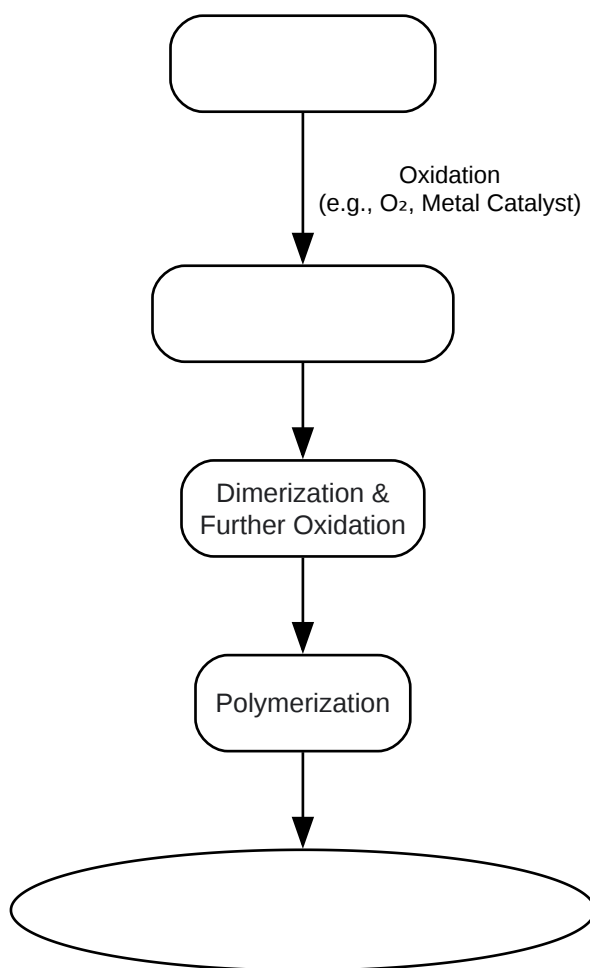 Oxidation
(e.g., O₂, Metal Catalyst)
Dimerization &
Further Oxidation
Polymerization